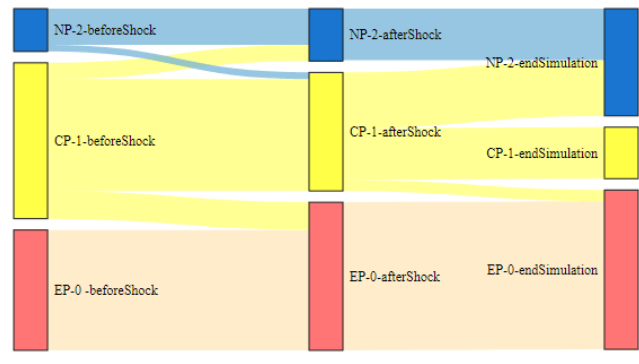 NP-2-beforeShock
NP-2-afterShock
NP-2-endSimulation
CP-1-beforeShock
CP-1-afterShock
CP-1-endSimulation
EP-0 -beforeShock
EP-0-afterShock
EP-0-endSimulation